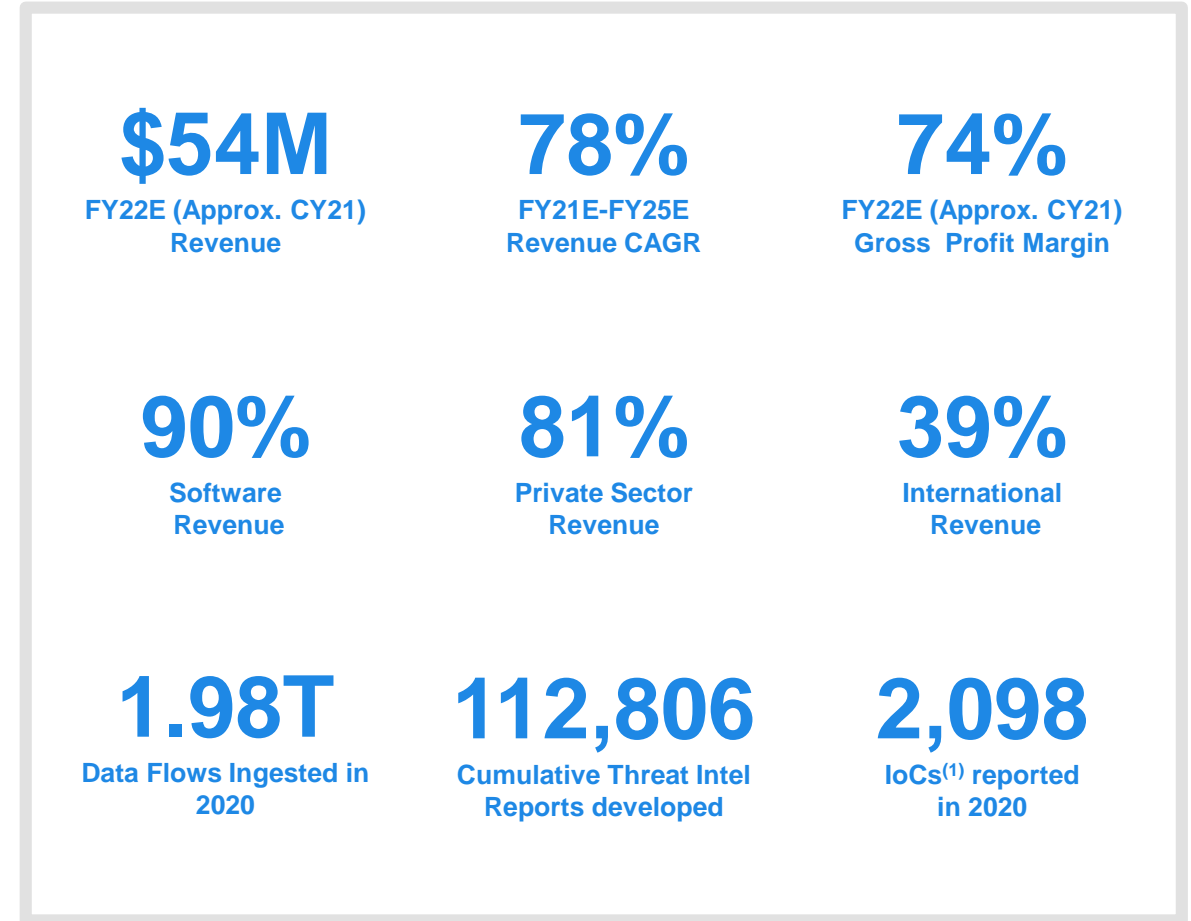 $54M
FY22E (Approx. CY21)
Revenue
78%
FY21E-FY25E
Revenue CAGR
74%
FY22E (Approx. CY21)
Gross Profit Margin
90%
Software
Revenue
81%
Private Sector
Revenue
39%
International
Revenue
1.98T
Data Flows Ingested in
2020
112,806
Cumulative Threat Intel
Reports developed
2,098
IoCs(1) reported
in 2020